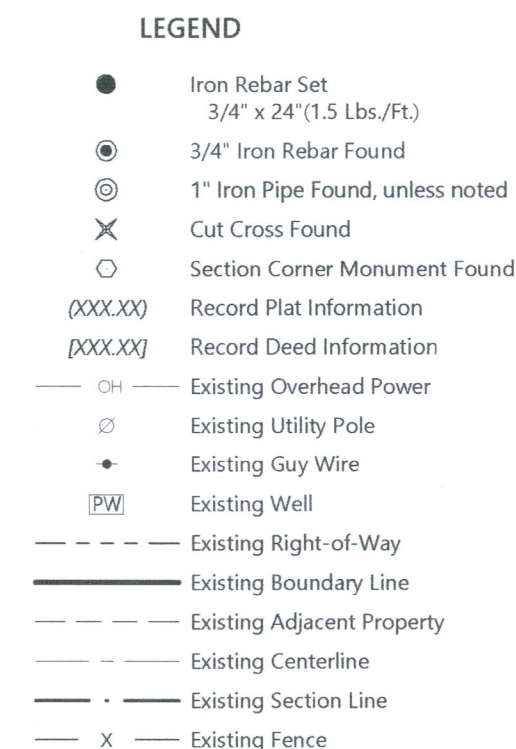 LEGEND
Iron Rebar Set
3/4" x 24"(1.5 Lbs./Ft.)
3/4" Iron Rebar Found
1" Iron Pipe Found, unless noted
Cut Cross Found
Section Corner Monument Found
(XXX.XX) Record Plat Information
[XXX.XX] Record Deed Information
OH Existing Overhead Power
Existing Utility Pole
Existing Guy Wire
PW Existing Well
Existing Right-of-Way
Existing Boundary Line
Existing Adjacent Property
Existing Centerline
Existing Section Line
X Existing Fence